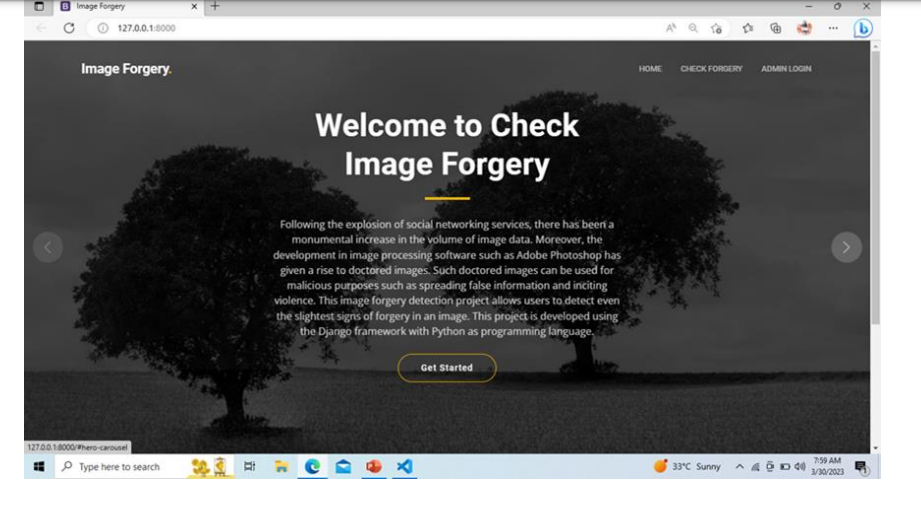 Image Forgery
127.0.0.1:8000
Image Forgery.
HOME CHECK FORGERY ADMIN LOGIN
Welcome to Check
Image Forgery
Following the explosion of social networking services, there has been a
monumental increase in the volume of image data. Moreover, the
development in image processing software such as Adobe Photoshop has
given a rise to doctored images. Such doctored images can be used for
malicious purposes such as spreading false information and inciting
violence. This image forgery detection project allows users to detect even
the slightest signs of forgery in an image. This project is developed using
the Django framework with Python as programming language.
Get Started
127.0.0.1:8000/#hero-carousel
Type here to search
33°C Sunny
7:59 AM
3/30/2023